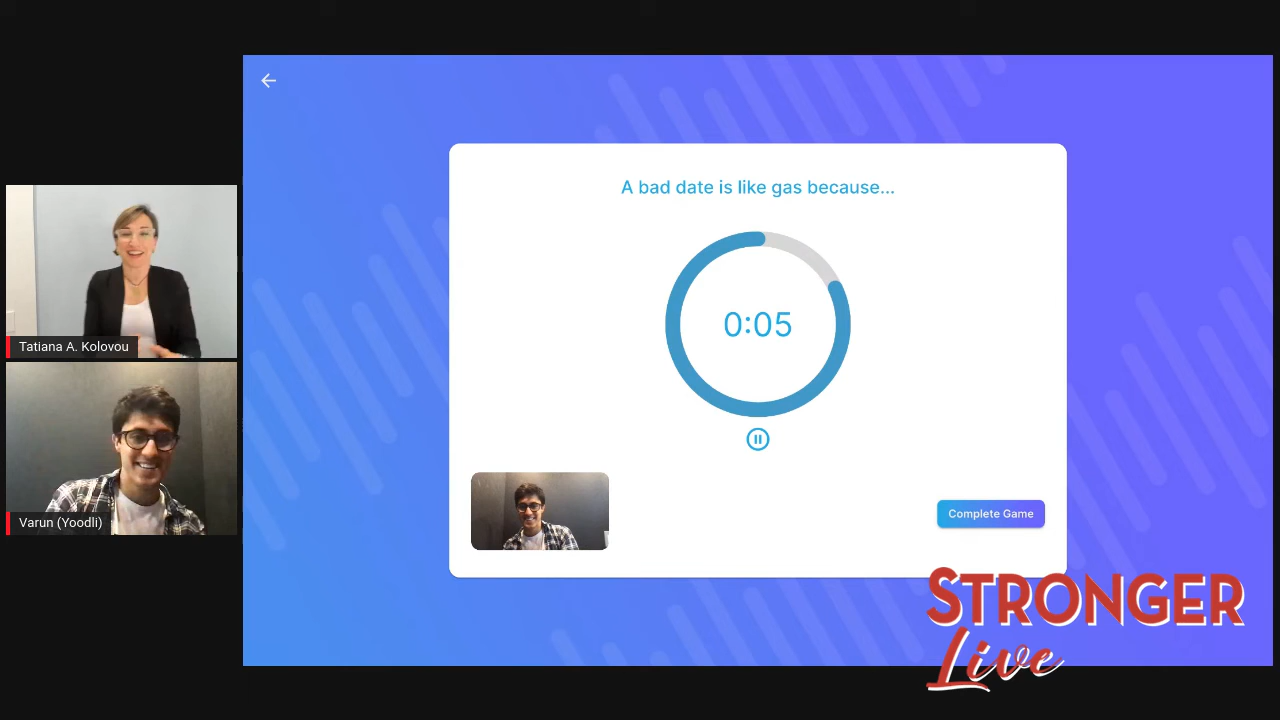 A bad date is like gas because...
0:05
Tatiana A. Kolovou
Varun (Yoodli)
Complete Game
STRONGER
Live